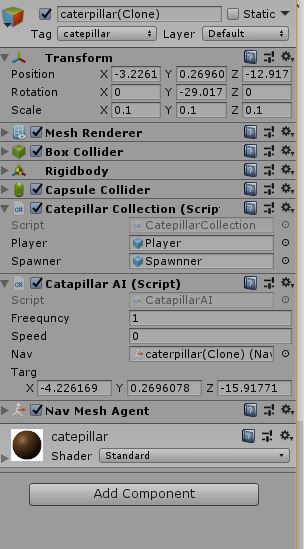 caterpillar(Clone) Static
Tag catepillar Layer Default
Transform
Position X -3.2261 Y 0.26960 Z -12.917
Rotation X 0 Y -29.017 Z 0
Scale X 0.1 Y 0.1 Z 0.1
Mesh Renderer
Box Collider
Rigidbody
Capsule Collider
Catepillar Collection (Scrip
Script CatepillarCollection
Player Player
Spawner Spawnner
Catapillar AI (Script)
Script CatapillarAI
Freequncy 1
Speed 0
Nav caterpillar(Clone) (Nav
Targ
X -4.226169 Y 0.2696078 Z -15.91771
Nav Mesh Agent
catepillar
Shader Standard
Add Component